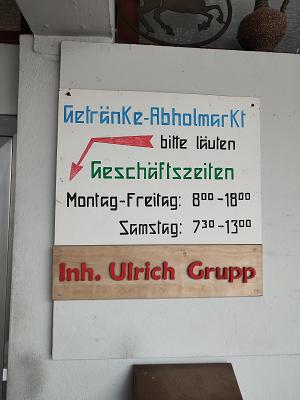 Getränke-Abholmarkt
bitte läuten
Geschäftszeiten
Montag-Freitag: 8⁰⁰-18⁰⁰
Samstag: 7³⁰-13⁰⁰
Inh. Ulrich Grupp